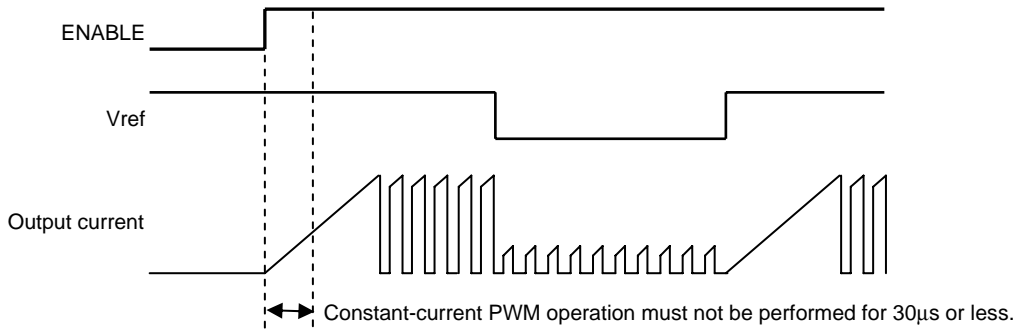 ENABLE
Vref
Output current
Constant-current PWM operation must not be performed for 30μs or less.